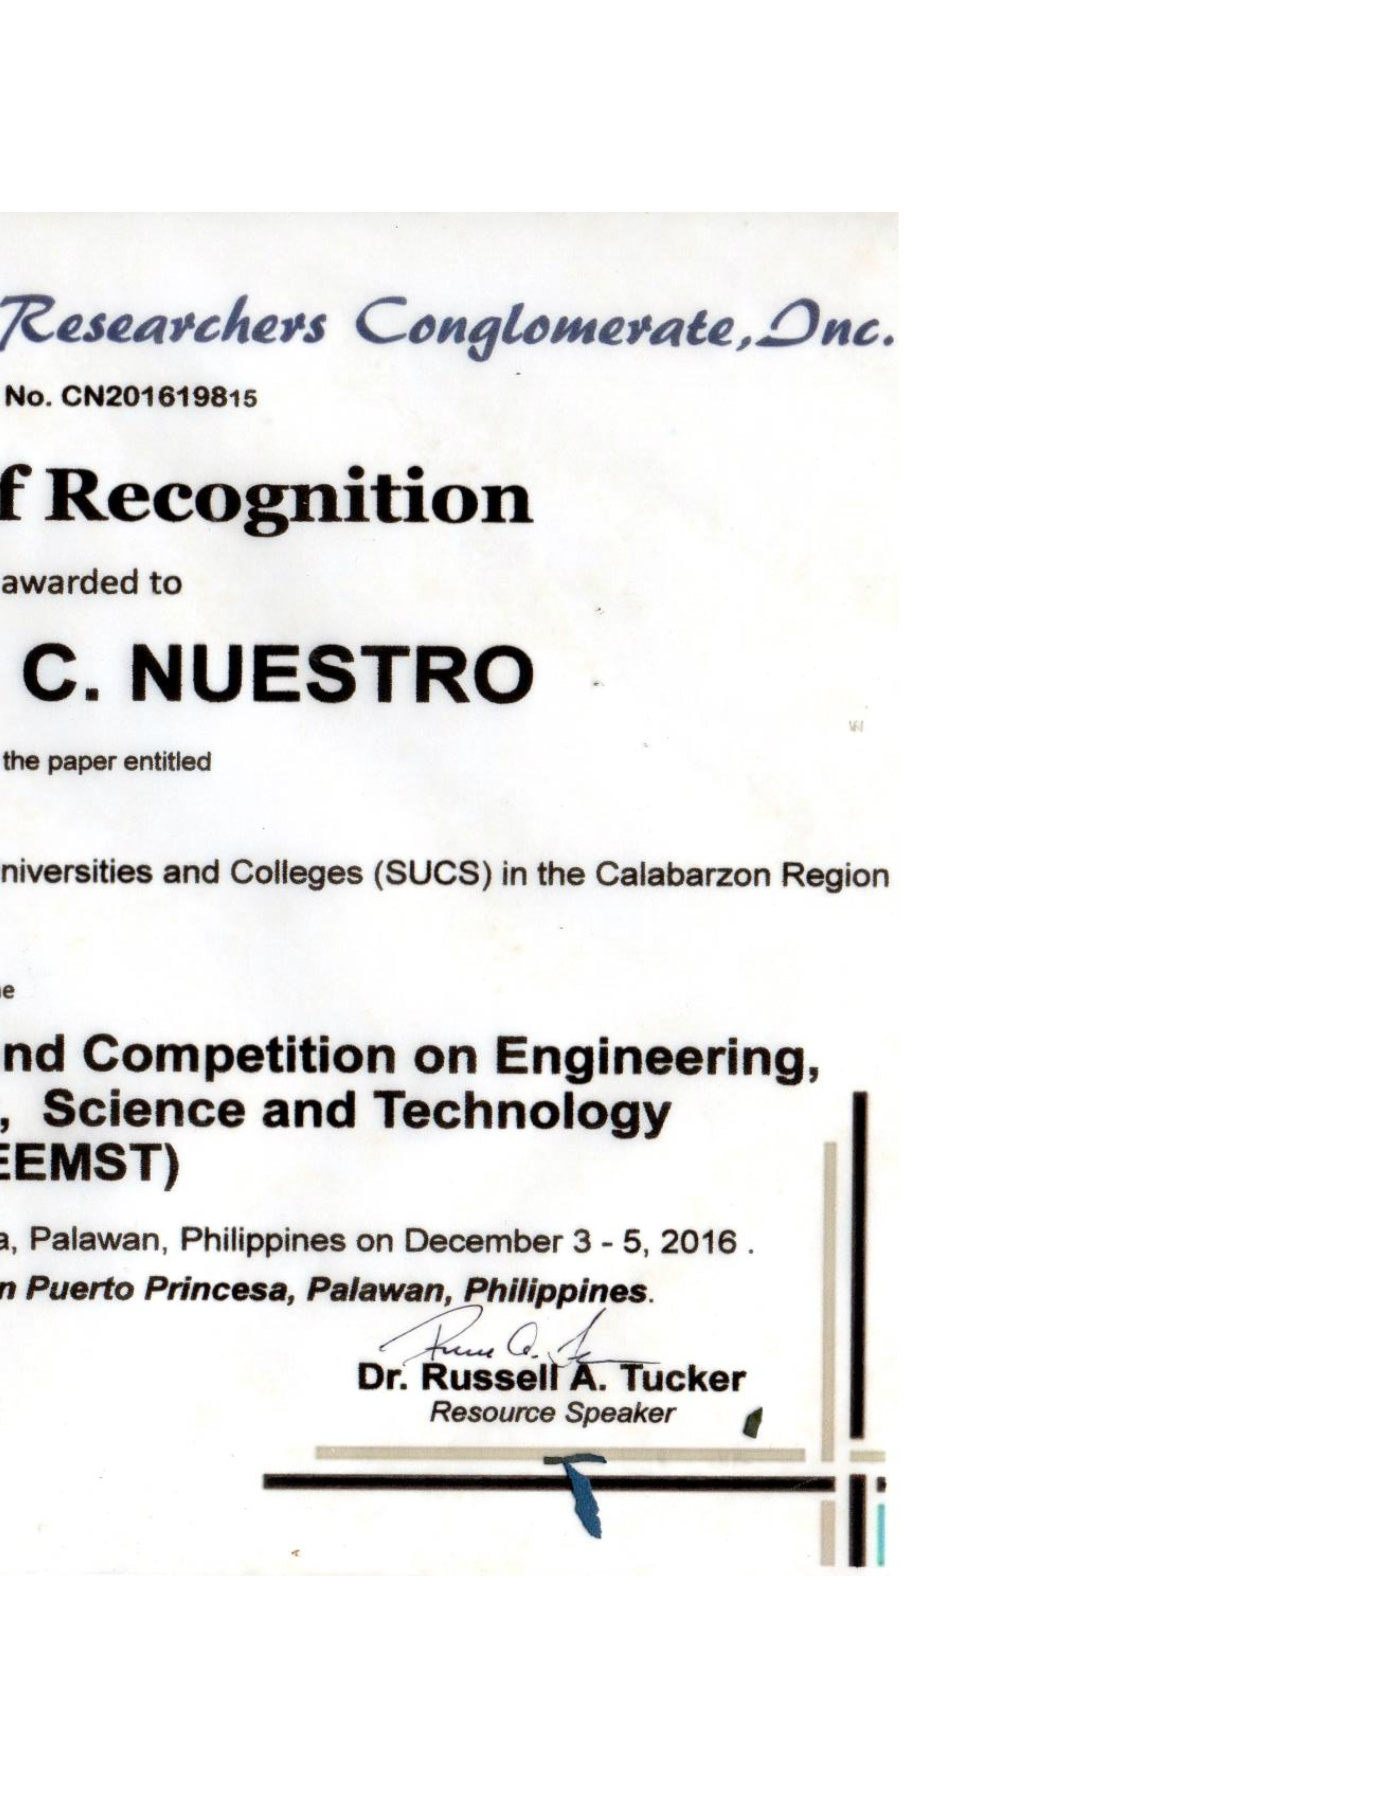 Researchers Conglomerate, Inc.
No. CN201619815
f Recognition
awarded to
C. NUESTRO
the paper entitled
niversities and Colleges (SUCS) in the Calabarzon Region
e
nd Competition on Engineering,
, Science and Technology
EEMST)
a, Palawan, Philippines on December 3 - 5, 2016 .
n Puerto Princesa, Palawan, Philippines.
Dr. Russell A. Tucker
Resource Speaker